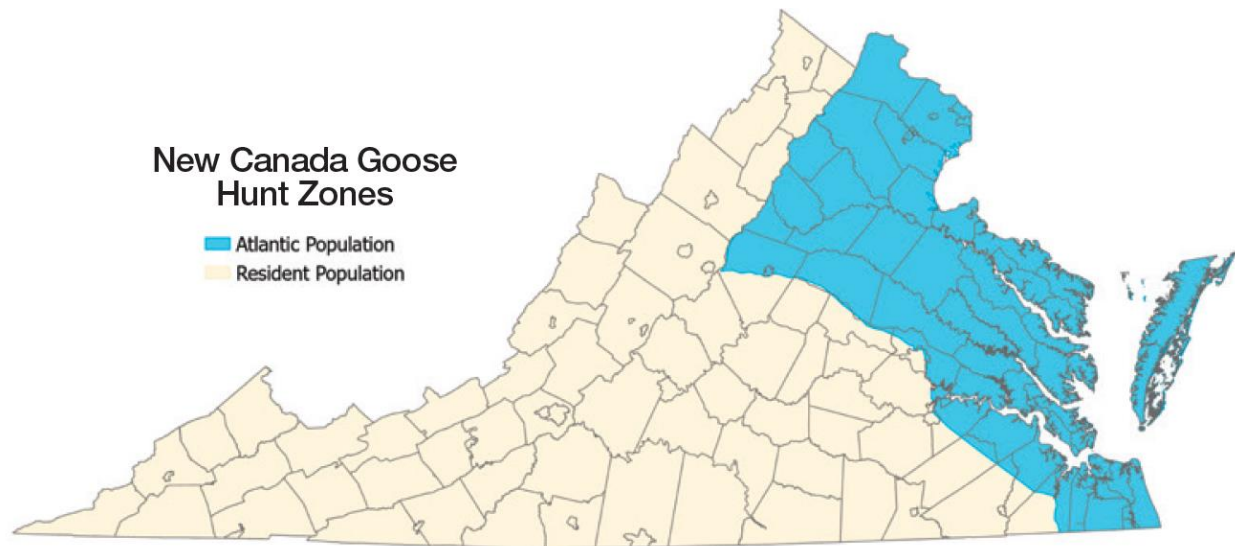 New Canada Goose
Hunt Zones
Atlantic Population
Resident Population